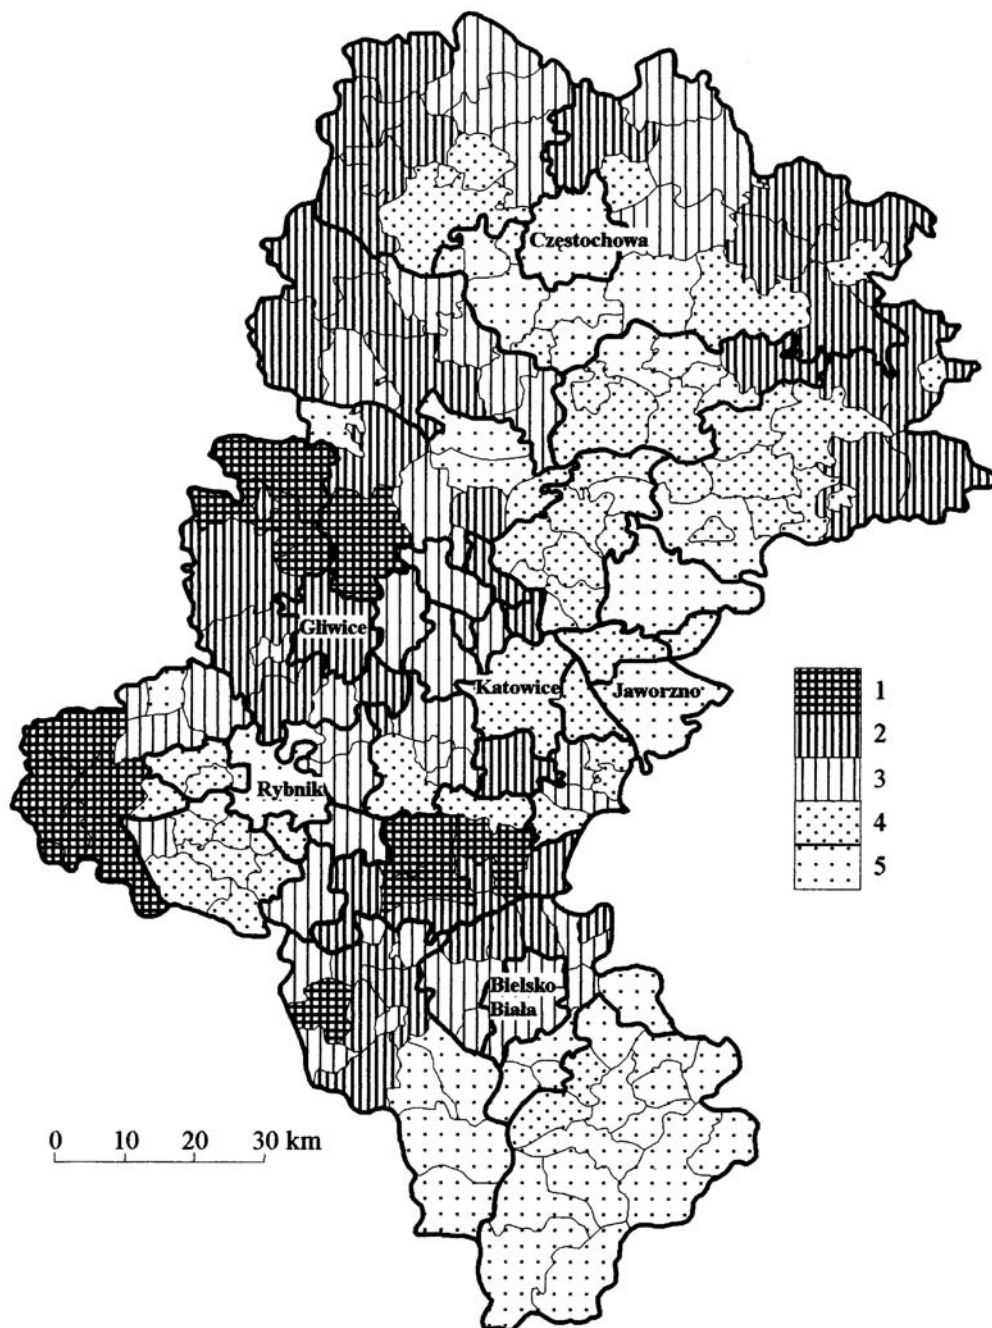 Częstochowa
Gliwice
Katowice
Jaworzno
1
2
3
4
5
Rybnik
Bielsko
Biała
0 10 20 30 km